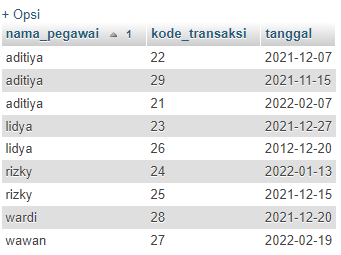 + Opsi
nama_pegawai 1 kode_transaksi tanggal
aditiya 22 2021-12-07
aditiya 29 2021-11-15
aditiya 21 2022-02-07
lidya 23 2021-12-27
lidya 26 2012-12-20
rizky 24 2022-01-13
rizky 25 2021-12-15
wardi 28 2021-12-20
wawan 27 2022-02-19